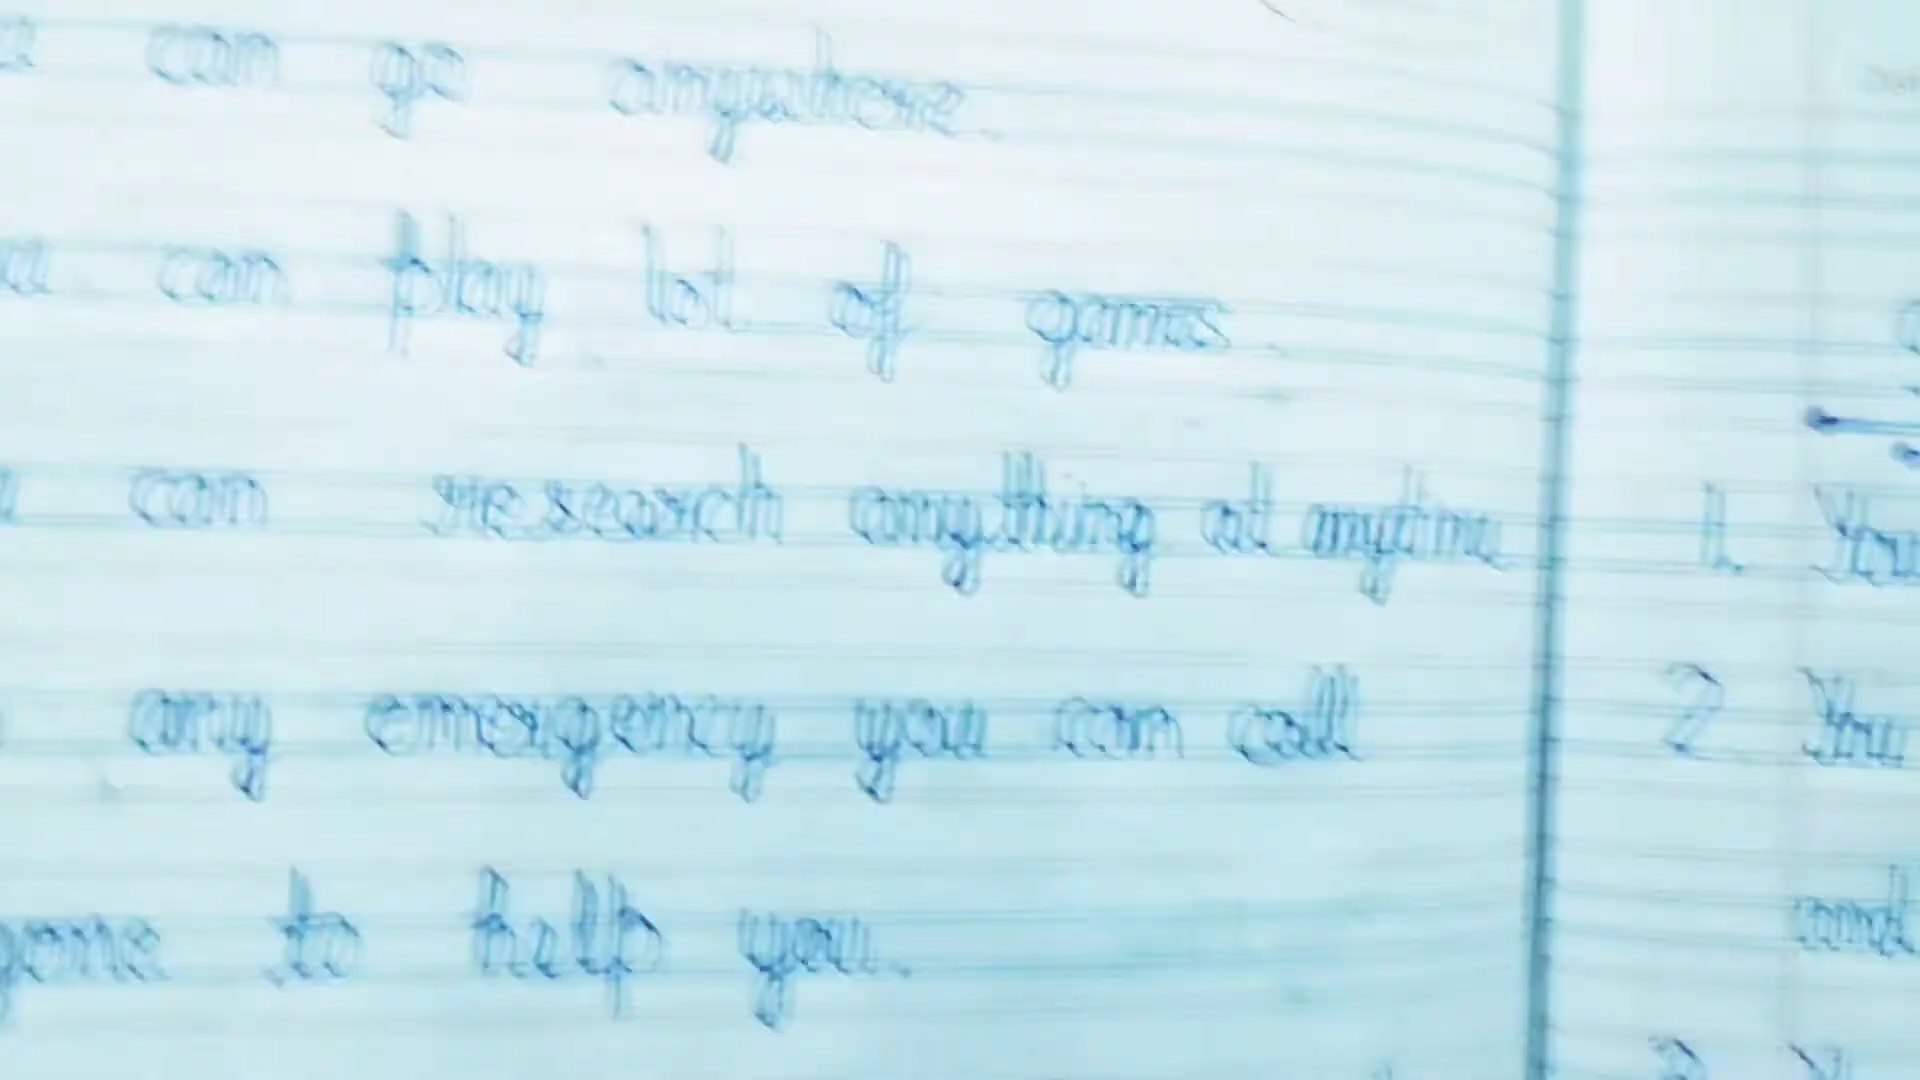 can go anywhere.
can play lot of games
can research anything at anytime
any emergency you can call
to help you.
1. You
2 You
and